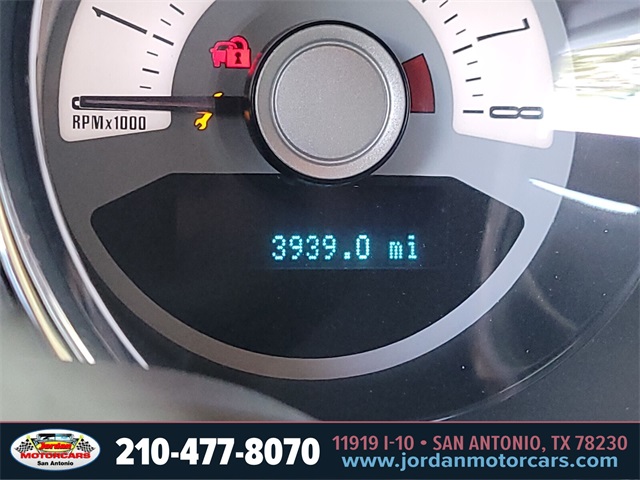 1
7
0
8
RPMx1000
3939.0 mi
Jordan
MOTORCARS
San Antonio
210-477-8070
11919 I-10 • SAN ANTONIO, TX 78230
www.jordanmotorcars.com